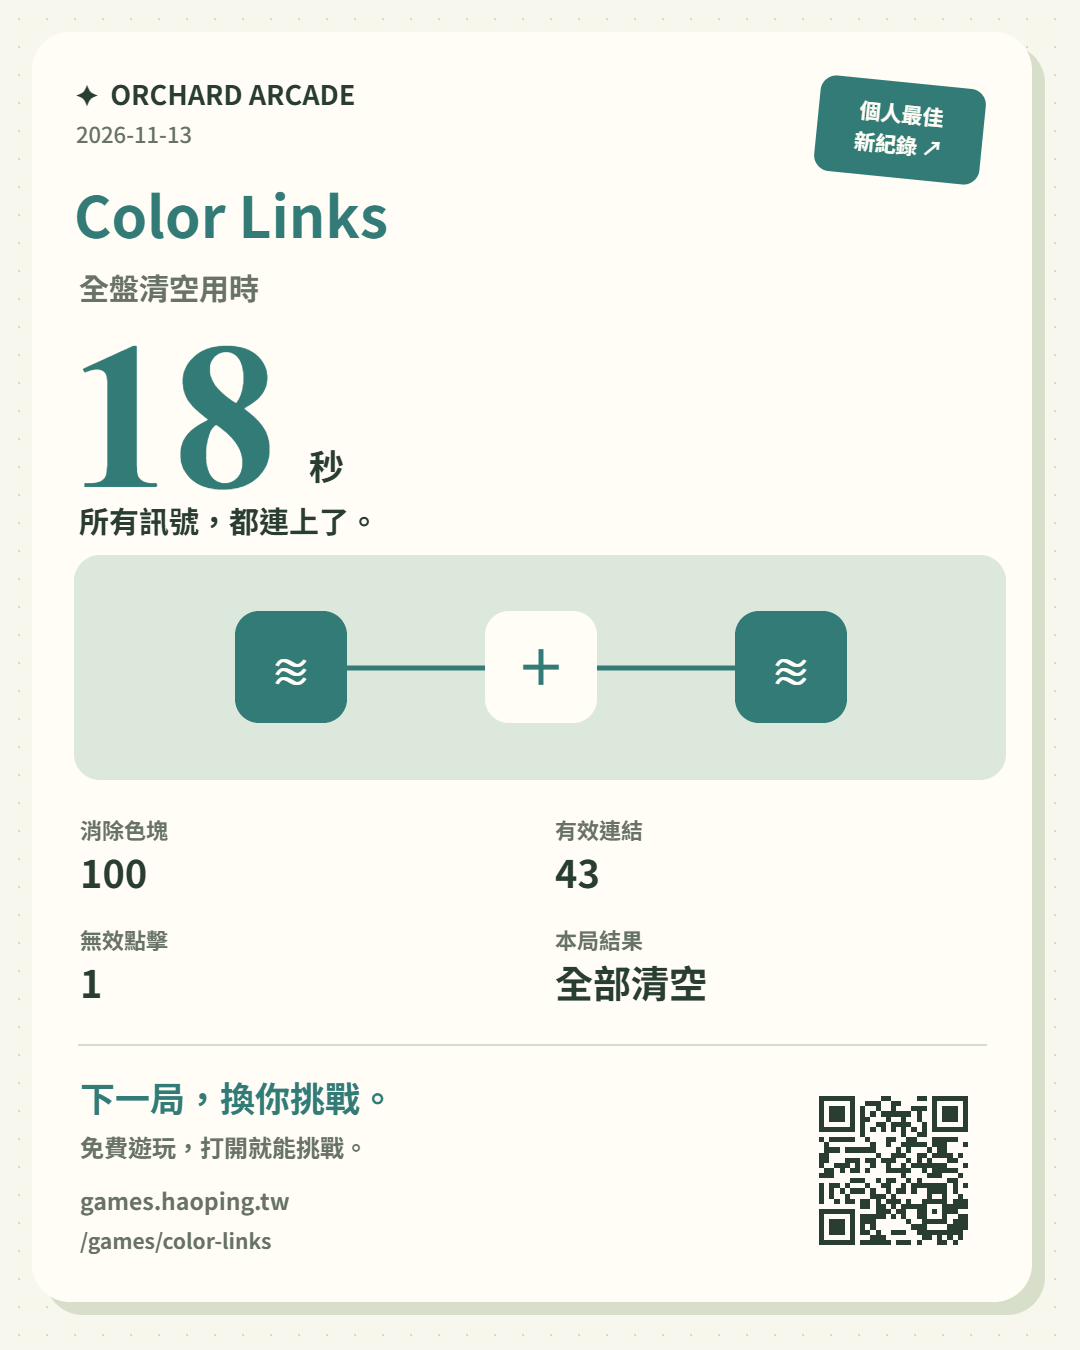 ✦ ORCHARD ARCADE
2026-11-13
個人最佳
新紀錄 ↗
Color Links
全盤清空用時
18 秒
所有訊號，都連上了。
消除色塊
100
有效連結
43
無效點擊
1
本局結果
全部清空
下一局，換你挑戰。
免費遊玩，打開就能挑戰。
games.haoping.tw
/games/color-links